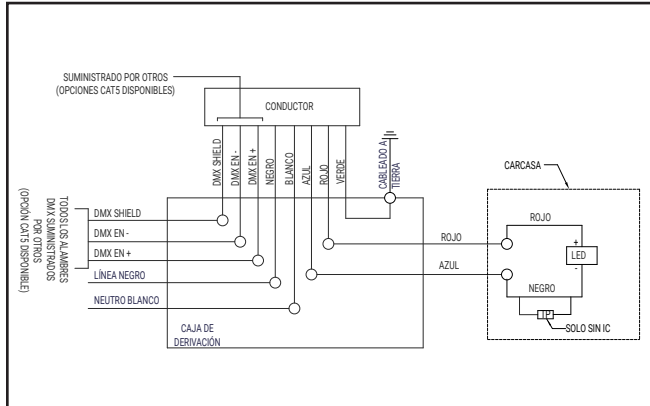 SUMINISTRADO POR OTROS
(OPCIONES CAT5 DISPONIBLES)
CONDUCTOR
DMX SHIELD
DMX EN -
DMX EN +
NEGRO
BLANCO
AZUL
ROJO
VERDE
CABLEADO A
TIERRA
CARCASA
TODOS LOS ALAMBRES
DMX SUMINISTRADOS
POR OTROS
(OPCIÓN CAT5 DISPONIBLE)
DMX SHIELD
DMX EN -
DMX EN +
LÍNEA NEGRO
NEUTRO BLANCO
CAJA DE
DERIVACIÓN
ROJO
AZUL
ROJO
+
LED
-
NEGRO
TP
SOLO SIN IC